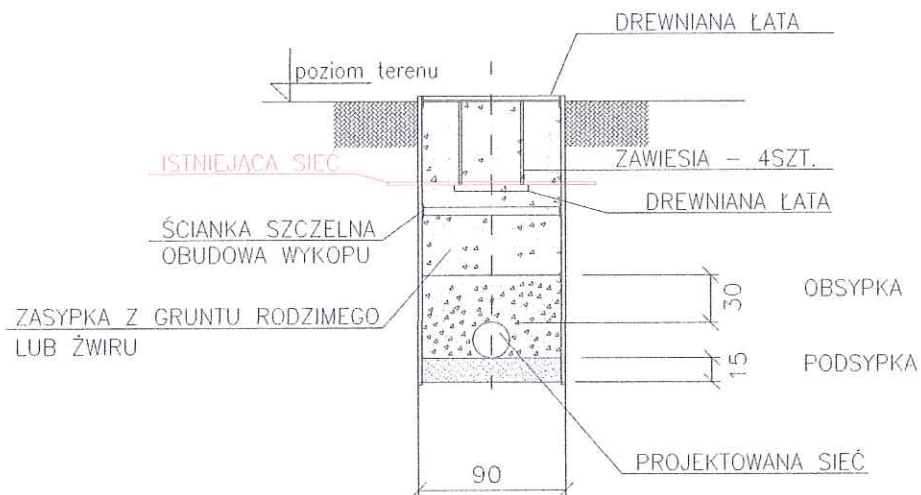 DREWNIANA ŁATA
poziom terenu
ISTNIEJĄCA SIEĆ
ZAWIESIA – 4SZT.
DREWNIANA ŁATA
ŚCIANKA SZCZELNA
OBUDOWA WYKOPU
30
OBSYPKA
ZASYPKA Z GRUNTU RODZIMEGO
LUB ŻWIRU
15
PODSYPKA
90
PROJEKTOWANA SIEĆ